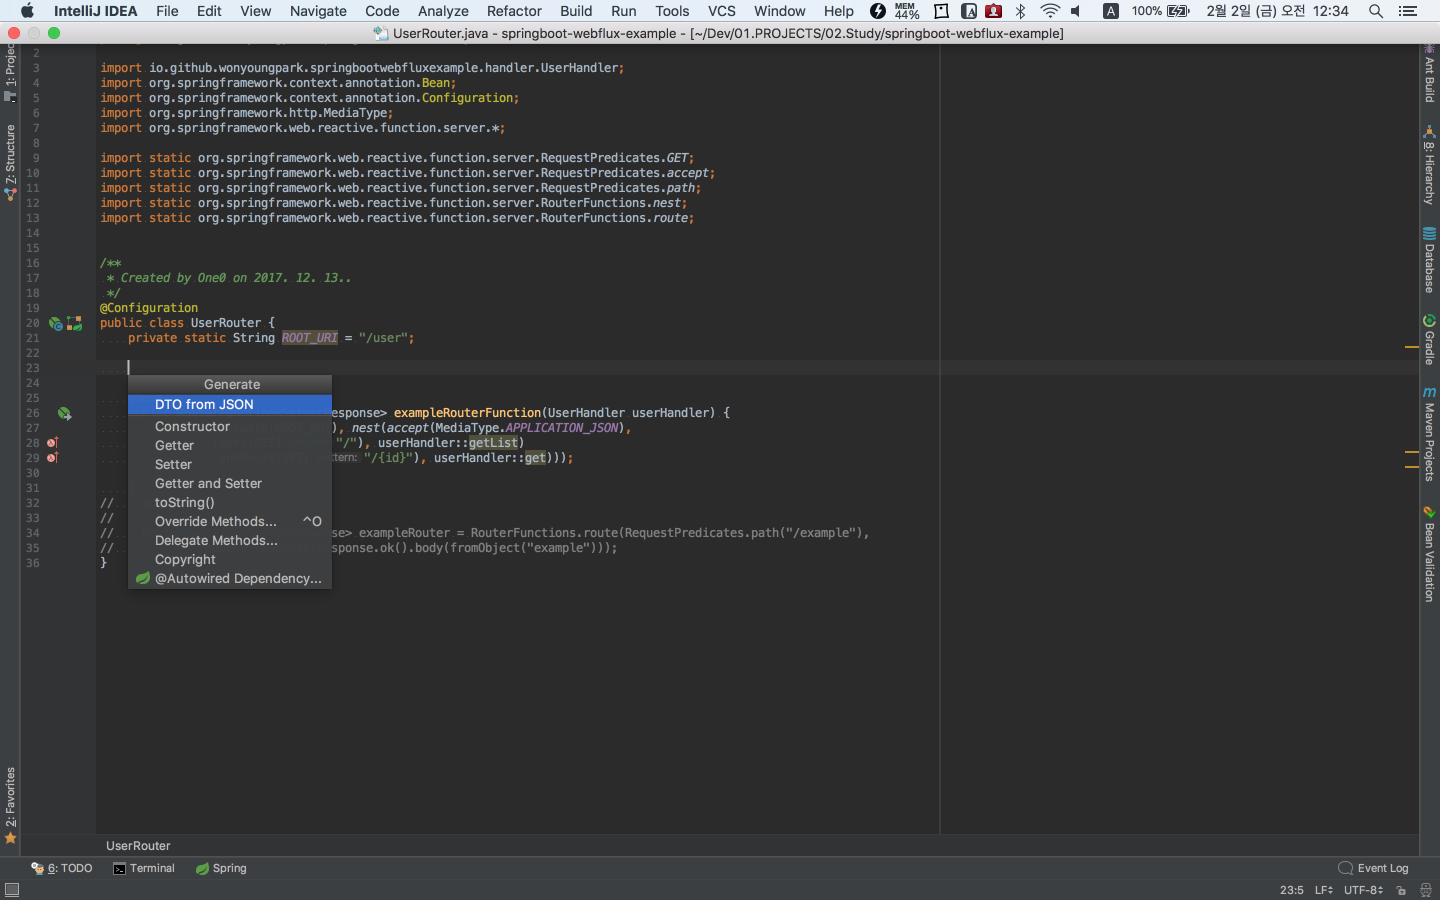 IntelliJ IDEA File Edit View Navigate Code Analyze Refactor Build Run Tools VCS Window Help MEM 44% A A 100% 2월 2일 (금) 오전 12:34
UserRouter.java - springboot-webflux-example - [~/Dev/01.PROJECTS/02.Study/springboot-webflux-example]
1: Project
Z: Structure
2: Favorites
2
3 import io.github.wonyoungpark.springbootwebfluxexample.handler.UserHandler;
4 import org.springframework.context.annotation.Bean;
5 import org.springframework.context.annotation.Configuration;
6 import org.springframework.http.MediaType;
7 import org.springframework.web.reactive.function.server.*;
8
9 import static org.springframework.web.reactive.function.server.RequestPredicates.GET;
10 import static org.springframework.web.reactive.function.server.RequestPredicates.accept;
11 import static org.springframework.web.reactive.function.server.RequestPredicates.path;
12 import static org.springframework.web.reactive.function.server.RouterFunctions.nest;
13 import static org.springframework.web.reactive.function.server.RouterFunctions.route;
14
15
16 /**
17 * Created by One0 on 2017. 12. 13..
18 */
19 @Configuration
20 public class UserRouter {
21 private static String ROOT_URI = "/user";
22
23
24
25
26 esponse> exampleRouterFunction(UserHandler userHandler) {
27 ), nest(accept(MediaType.APPLICATION_JSON),
28 "/"), userHandler::getList)
29 ttern: "/{id}"), userHandler::get)));
30
31
32 //
33 //
34 // se> exampleRouter = RouterFunctions.route(RequestPredicates.path("/example"),
35 // sponse.ok().body(fromObject("example")));
36 }
Generate
DTO from JSON
Constructor
Getter
Setter
Getter and Setter
toString()
Override Methods... ^O
Delegate Methods...
Copyright
@Autowired Dependency...
Ant Build
8: Hierarchy
Database
Gradle
m Maven Projects
Bean Validation
UserRouter
6: TODO Terminal Spring Event Log
23:5 LF UTF-8